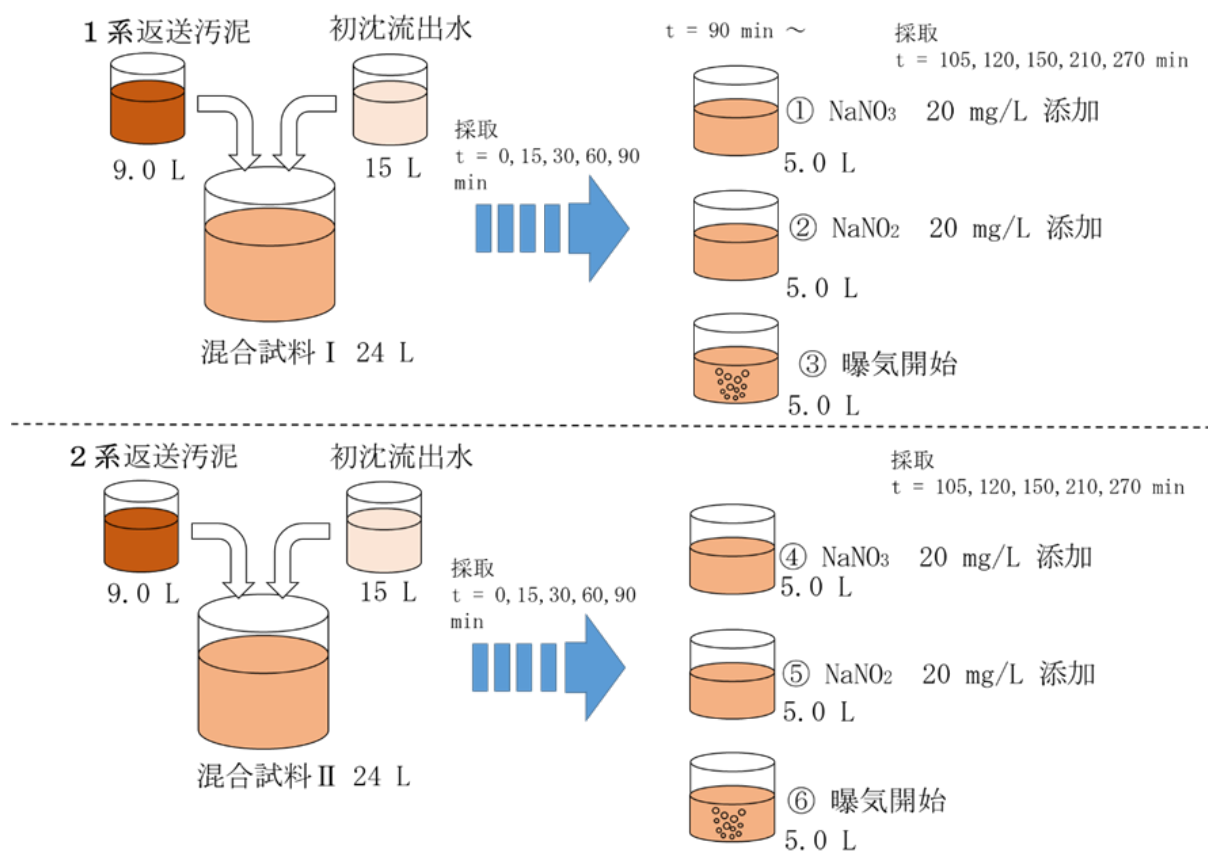 1系返送汚泥
初沈流出水
9.0 L
15 L
混合試料Ⅰ 24 L
採取
t = 0,15,30,60,90
min
t = 90 min ～
採取
t = 105,120,150,210,270 min
① NaNO₃ 20 mg/L 添加
5.0 L
② NaNO₂ 20 mg/L 添加
5.0 L
③ 曝気開始
5.0 L
2系返送汚泥
初沈流出水
9.0 L
15 L
混合試料Ⅱ 24 L
採取
t = 0,15,30,60,90
min
採取
t = 105,120,150,210,270 min
④ NaNO₃ 20 mg/L 添加
5.0 L
⑤ NaNO₂ 20 mg/L 添加
5.0 L
⑥ 曝気開始
5.0 L